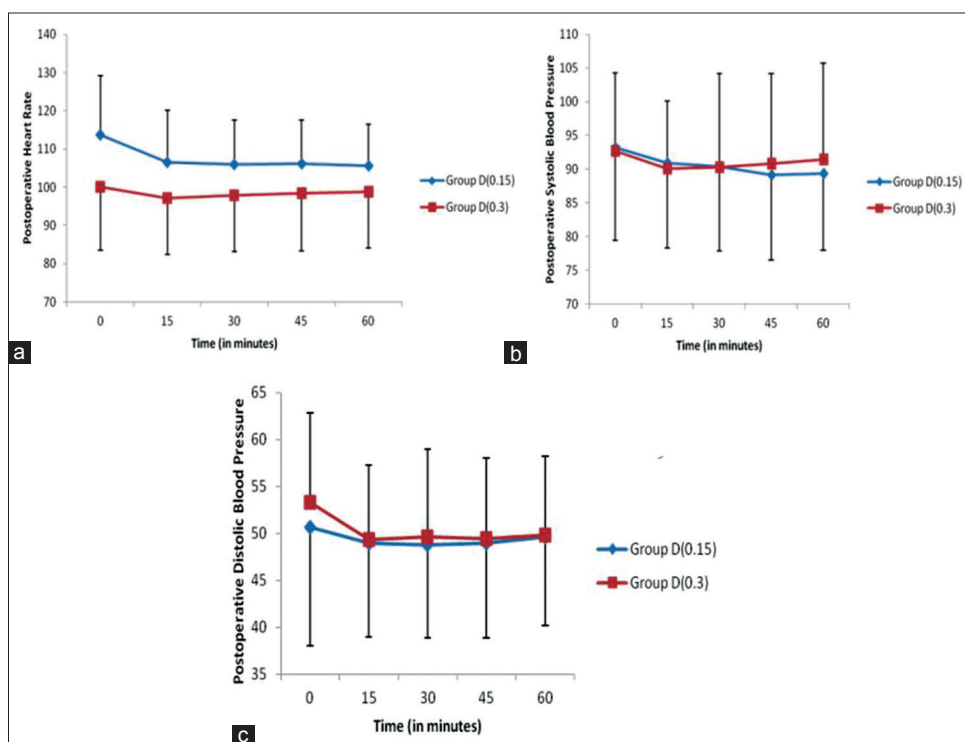 Postoperative Heart Rate
140
130
120
110
100
90
80
70
0 15 30 45 60
Time (in minutes)
Group D(0.15)
Group D(0.3)
a
Postoperative Systolic Blood Pressure
110
105
100
95
90
85
80
75
70
0 15 30 45 60
Time (in minutes)
Group D(0.15)
Group D(0.3)
b
Postoperative Distolic Blood Pressure
65
60
55
50
45
40
35
0 15 30 45 60
Time (in minutes)
Group D(0.15)
Group D(0.3)
c